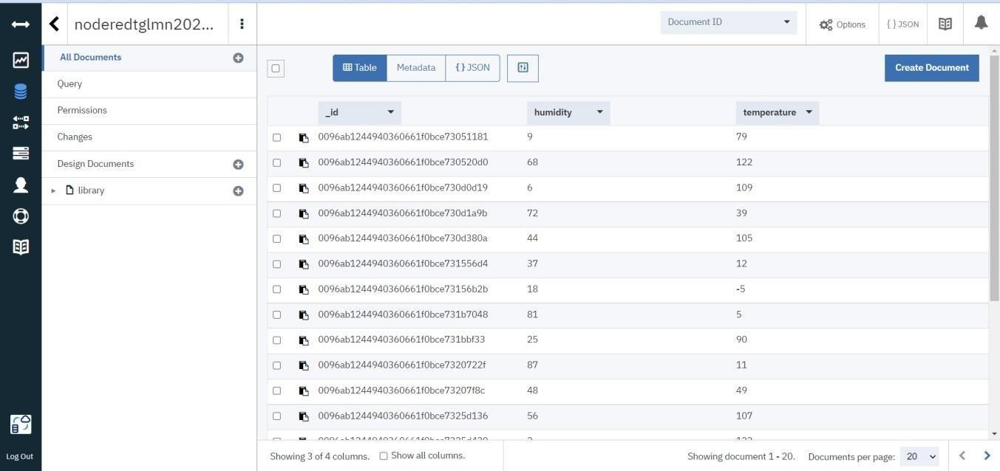 noderedtglmn202...
Document ID
Options
{ } JSON
All Documents
Query
Permissions
Changes
Design Documents
library
Log Out
Table
Metadata
{ } JSON
Create Document
_id humidity temperature
0096ab1244940360661f0bce73051181 9 79
0096ab1244940360661f0bce730520d0 68 122
0096ab1244940360661f0bce730d0d19 6 109
0096ab1244940360661f0bce730d1a9b 72 39
0096ab1244940360661f0bce730d380a 44 105
0096ab1244940360661f0bce731556d4 37 12
0096ab1244940360661f0bce73156b2b 18 -5
0096ab1244940360661f0bce731b7048 81 5
0096ab1244940360661f0bce731bbf33 25 90
0096ab1244940360661f0bce7320722f 87 11
0096ab1244940360661f0bce73207f8c 48 49
0096ab1244940360661f0bce7325d136 56 107
Showing 3 of 4 columns.
Show all columns.
Showing document 1 - 20.
Documents per page: 20